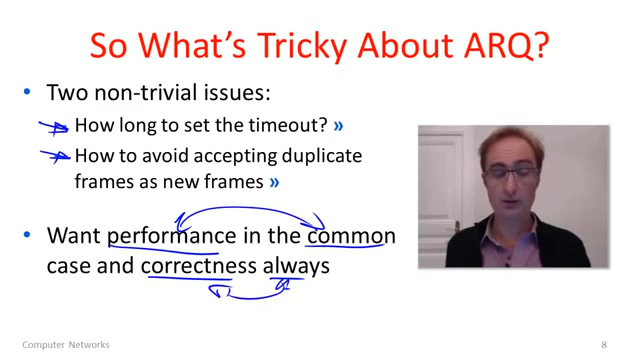 So What's Tricky About ARQ?
• Two non-trivial issues:
How long to set the timeout? »
How to avoid accepting duplicate
frames as new frames »
• Want performance in the common
case and correctness always
Computer Networks
8